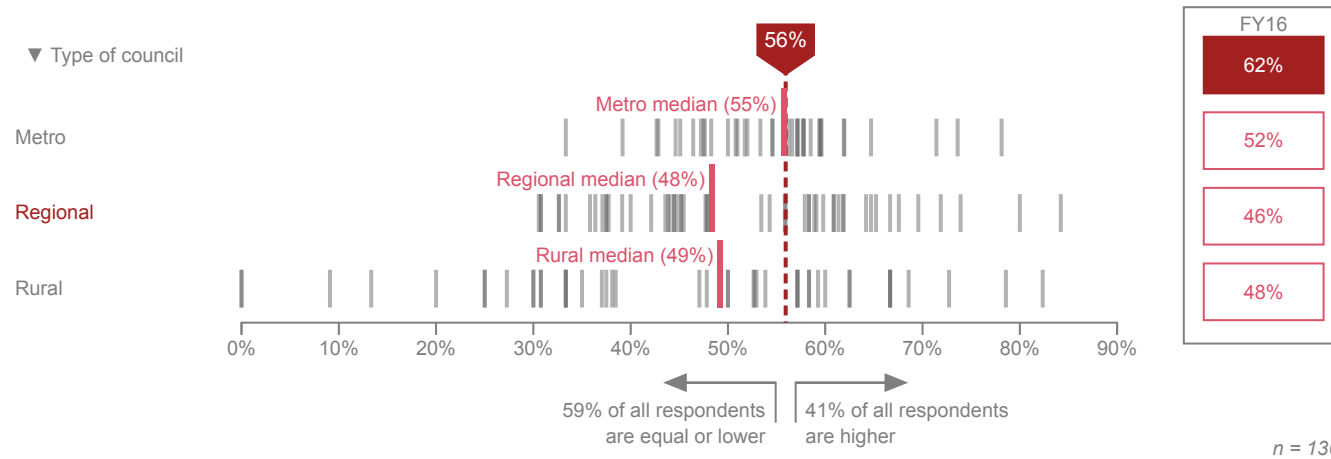 FY16
56%
62%
▼ Type of council
Metro median (55%)
Metro
52%
Regional median (48%)
Regional
46%
Rural median (49%)
Rural
48%
0% 10% 20% 30% 40% 50% 60% 70% 80% 90%
59% of all respondents
are equal or lower
41% of all respondents
are higher
n =